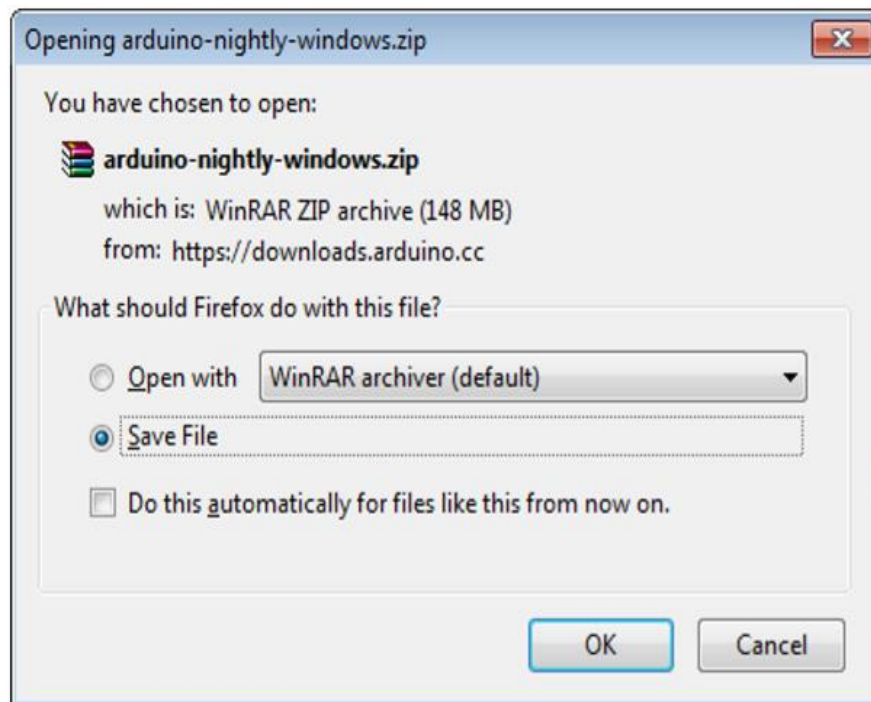 Opening arduino-nightly-windows.zip
You have chosen to open:
arduino-nightly-windows.zip
which is: WinRAR ZIP archive (148 MB)
from: https://downloads.arduino.cc
What should Firefox do with this file?
Open with WinRAR archiver (default)
Save File
Do this automatically for files like this from now on.
OK Cancel